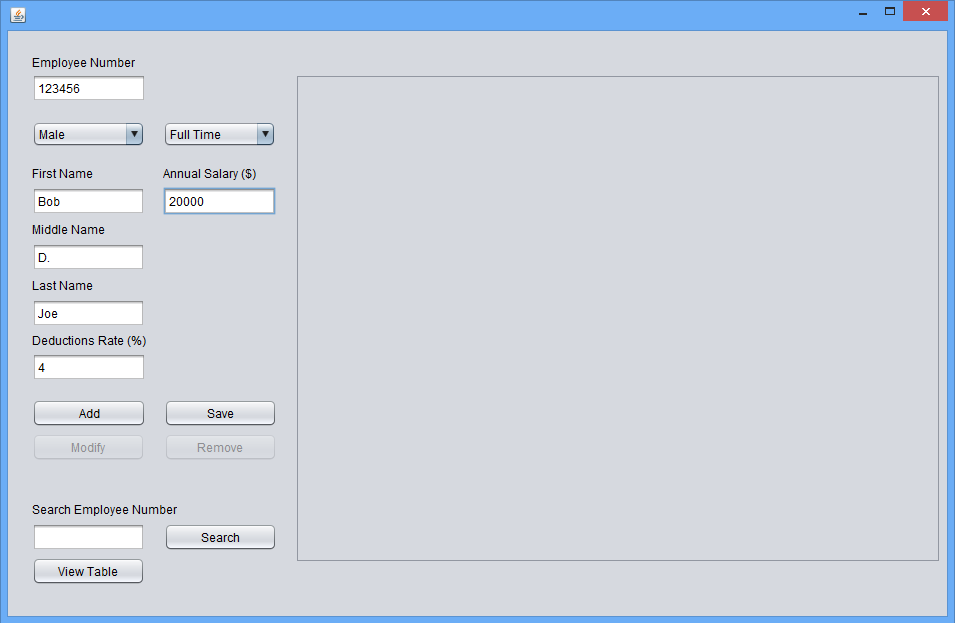 Employee Number
123456
Male Full Time
First Name Annual Salary ($)
Bob 20000
Middle Name
D.
Last Name
Joe
Deductions Rate (%)
4
Add Save
Modify Remove
Search Employee Number
Search
View Table